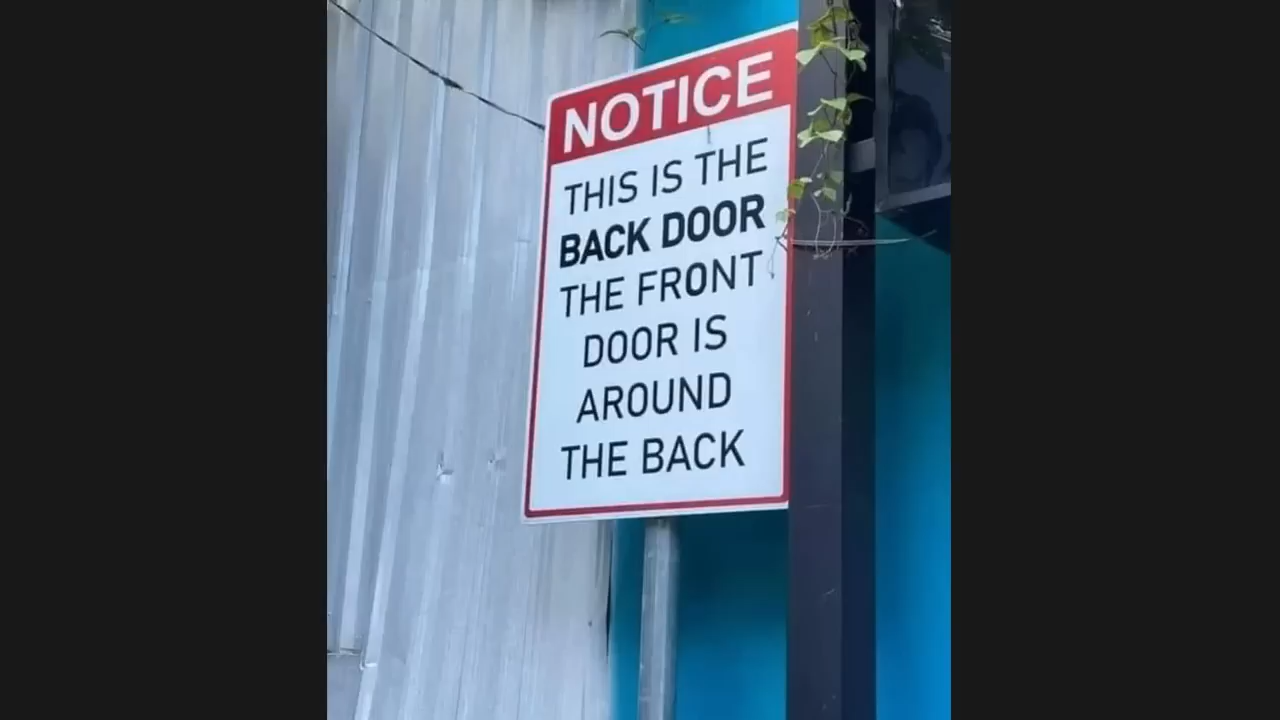 NOTICE
THIS IS THE
BACK DOOR
THE FRONT
DOOR IS
AROUND
THE BACK